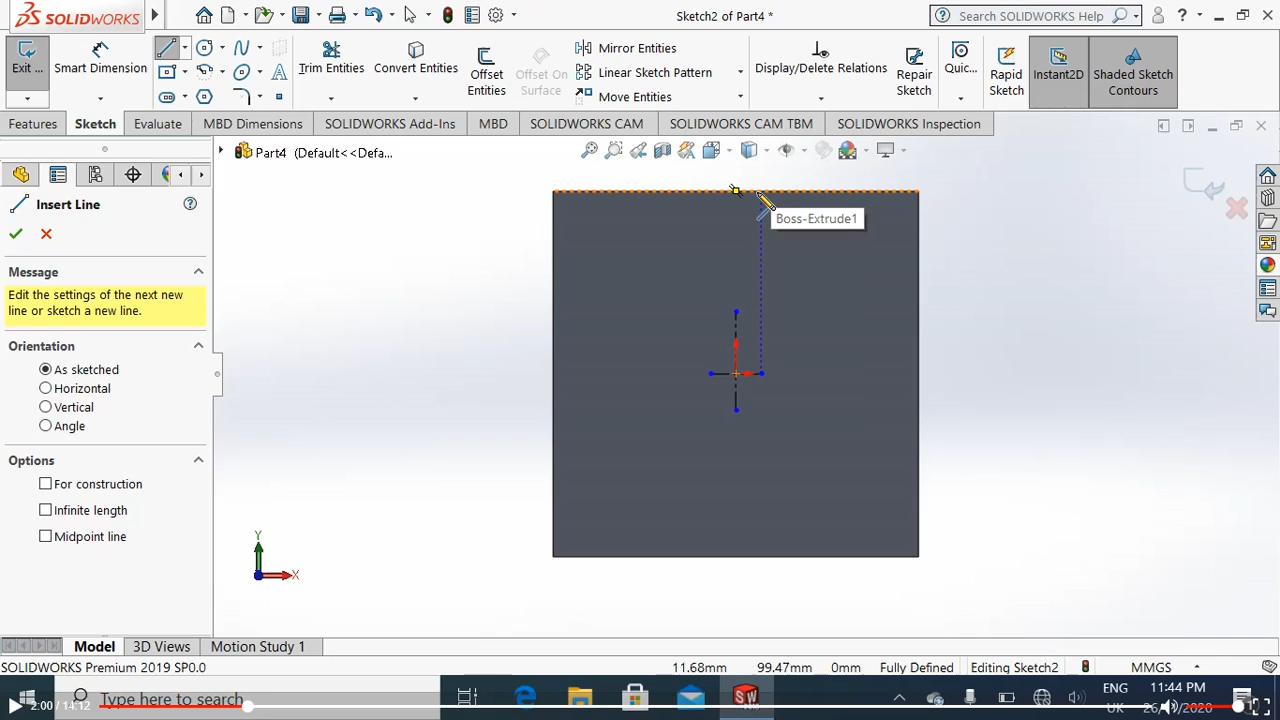 SOLIDWORKS
Sketch2 of Part4 *
Search SOLIDWORKS Help
?
Exit ...
Smart Dimension
Trim Entities
Convert Entities
Offset Entities
Offset On Surface
Mirror Entities
Linear Sketch Pattern
Move Entities
Display/Delete Relations
Repair Sketch
Quic...
Rapid Sketch
Instant2D
Shaded Sketch Contours
Features
Sketch
Evaluate
MBD Dimensions
SOLIDWORKS Add-Ins
MBD
SOLIDWORKS CAM
SOLIDWORKS CAM TBM
SOLIDWORKS Inspection
Part4 (Default<<Defa...
Insert Line
Message
Edit the settings of the next new
line or sketch a new line.
Orientation
As sketched
Horizontal
Vertical
Angle
Options
For construction
Infinite length
Midpoint line
Boss-Extrude1
Y
X
Model
3D Views
Motion Study 1
SOLIDWORKS Premium 2019 SP0.0
11.68mm
99.47mm
0mm
Fully Defined
Editing Sketch2
MMGS
2:00 / 14:12
Type here to search
ENG
UK
11:44 PM